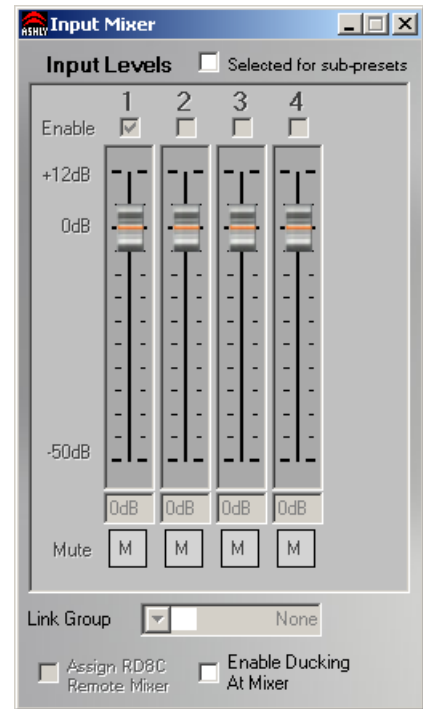 ASHLY Input Mixer
Input Levels Selected for sub-presets
1 2 3 4
Enable
+12dB
0dB
-50dB
0dB 0dB 0dB 0dB
Mute M M M M
Link Group None
Assign RD8C
Remote Mixer
Enable Ducking
At Mixer